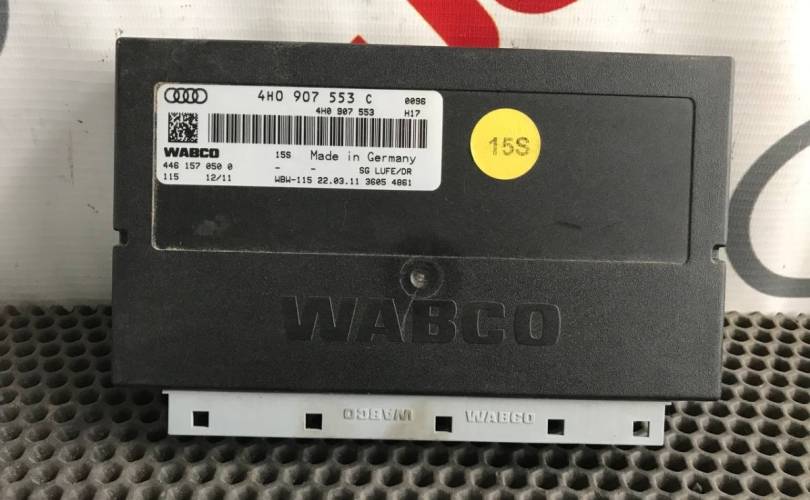 4H0 907 553 C 0096
4H0 907 553 H17
WABCO 15S Made in Germany
446 157 050 0 - - SG LUFE/DR
115 12/11 WBW-115 22.03.11 3605 4861
15S
WABCO
WABCO WABCO